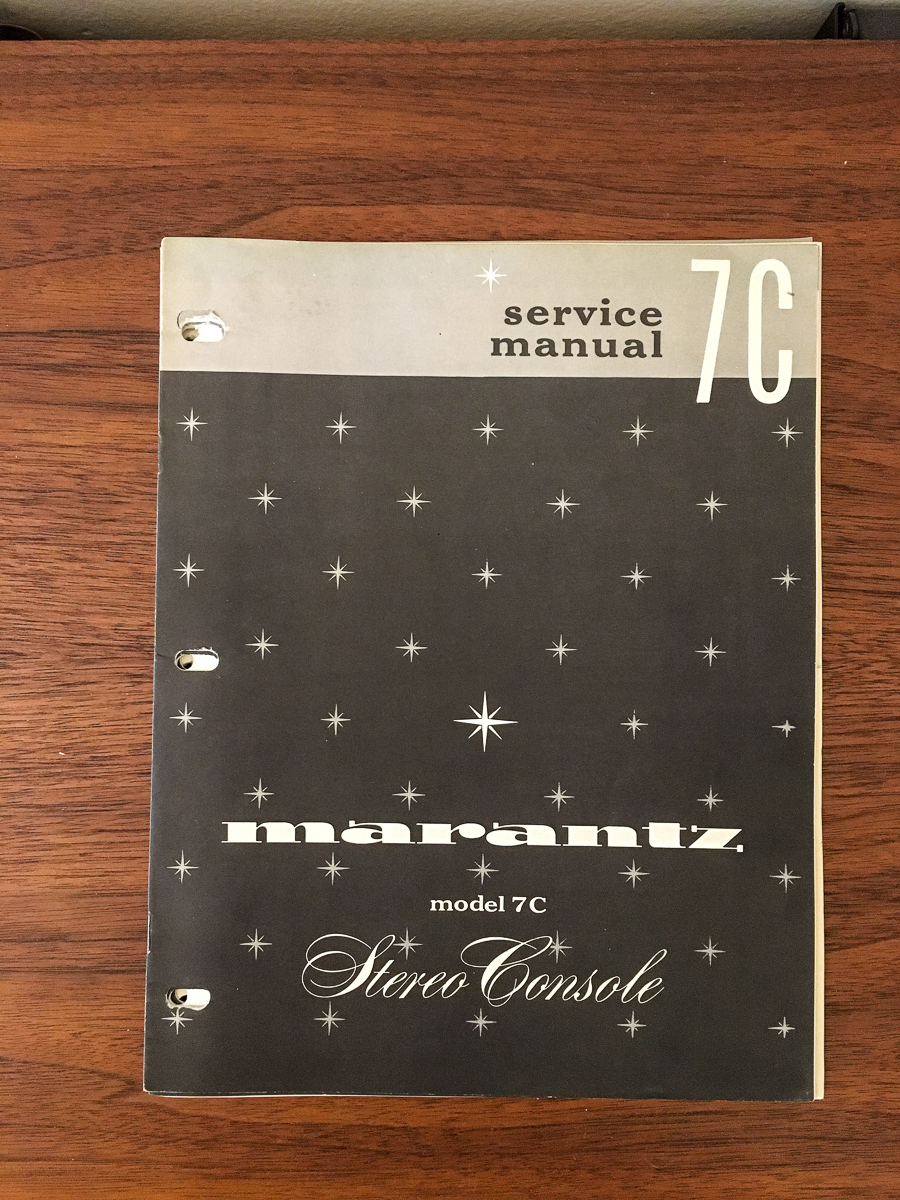 service
manual
7C
marantz
model 7C
Stereo Console